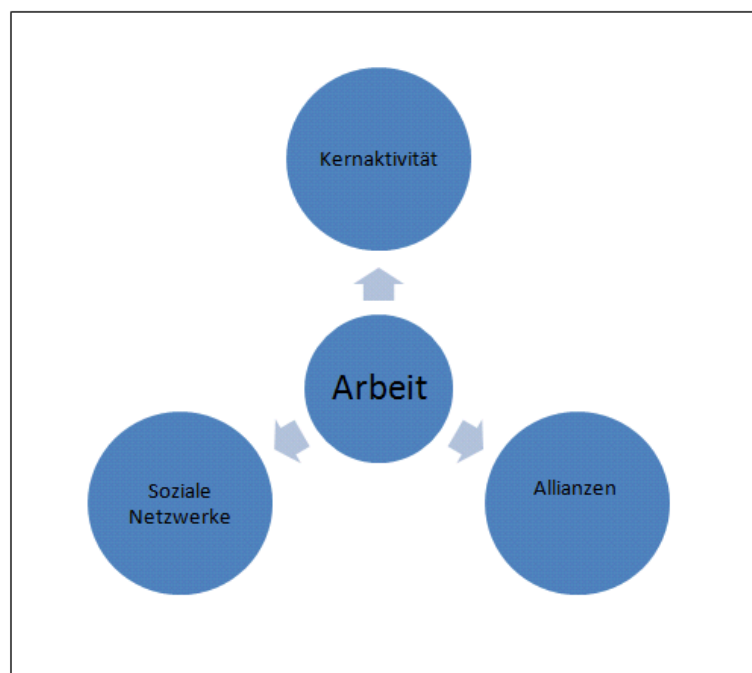 Kernaktivität
Arbeit
Soziale
Netzwerke
Allianzen